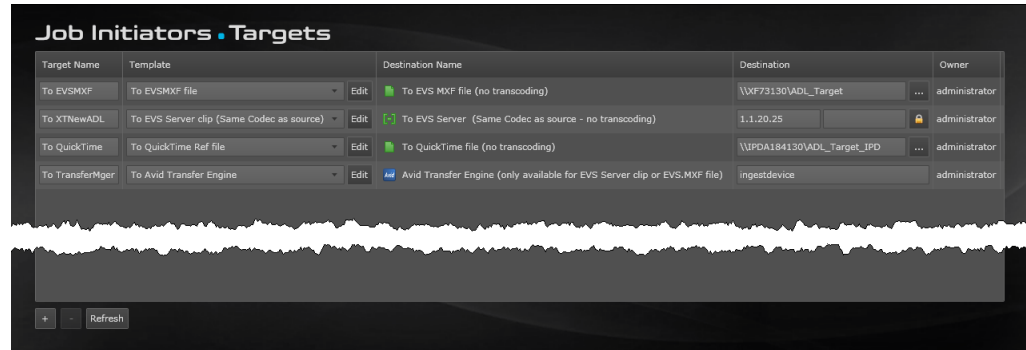 Job Initiators.Targets
Target Name Template Destination Name Destination Owner
To EVSMXF To EVSMXF file Edit To EVS MXF file (no transcoding) \\XF73130\ADL_Target ... administrator
To XTNewADL To EVS Server clip (Same Codec as source) Edit To EVS Server (Same Codec as source - no transcoding) 1.1.20.25 administrator
To QuickTime To QuickTime Ref file Edit To QuickTime file (no transcoding) \\IPDA184130\ADL_Target_IPD ... administrator
To TransferMger To Avid Transfer Engine Edit Avid Avid Transfer Engine (only available for EVS Server clip or EVS.MXF file) ingestdevice administrator
+ - Refresh